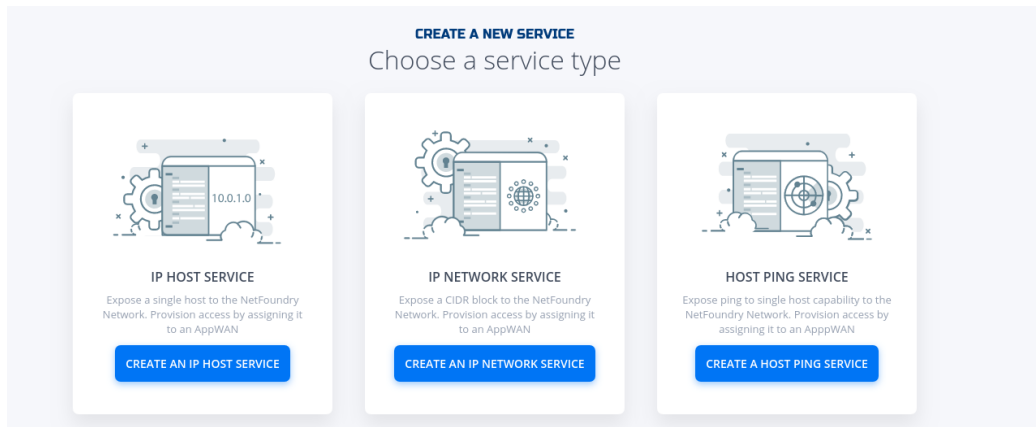 CREATE A NEW SERVICE
Choose a service type
10.0.1.0
IP HOST SERVICE
Expose a single host to the NetFoundry
Network. Provision access by assigning it
to an AppWAN
CREATE AN IP HOST SERVICE
IP NETWORK SERVICE
Expose a CIDR block to the NetFoundry
Network. Provision access by assigning it
to an AppWAN
CREATE AN IP NETWORK SERVICE
HOST PING SERVICE
Expose ping to single host capability to the
NetFoundry Network. Provision access by
assigning it to an ApppWAN
CREATE A HOST PING SERVICE